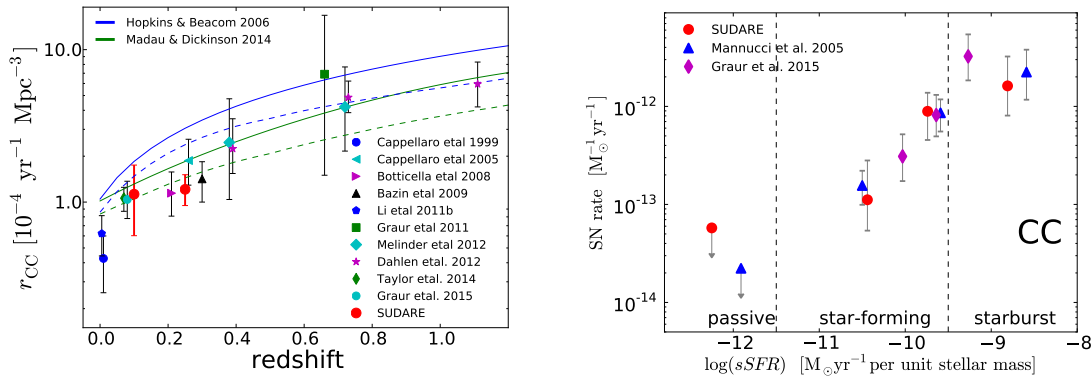 Hopkins & Beacom 2006
Madau & Dickinson 2014
10.0
1.0
r_CC [10^−4 yr^−1 Mpc^−3]
Cappellaro etal 1999
Cappellaro etal 2005
Botticella etal 2008
Bazin etal 2009
Li etal 2011b
Graur etal 2011
Melinder etal 2012
Dahlen etal. 2012
Taylor etal. 2014
Graur etal. 2015
SUDARE
0.0 0.2 0.4 0.6 0.8 1.0
redshift
SUDARE
Mannucci et al. 2005
Graur et al. 2015
10^−12
10^−13
10^−14
SN rate [M_⊙yr^−1]yr^−1]
CC
passive star-forming starburst
−12 −11 −10 −9 −8
log(sSFR) [M_⊙yr^−1 per unit stellar mass]